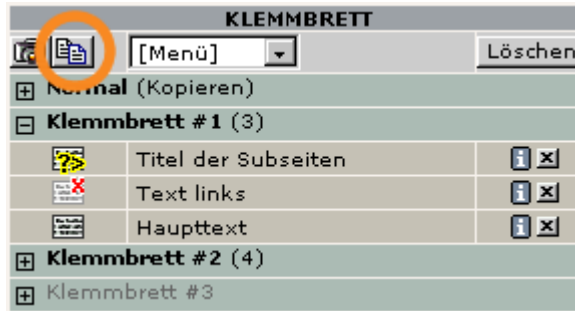 KLEMMBRETT
[Menü] Löschen
Normal (Kopieren)
Klemmbrett #1 (3)
Titel der Subseiten
Text links
Haupttext
Klemmbrett #2 (4)
Klemmbrett #3